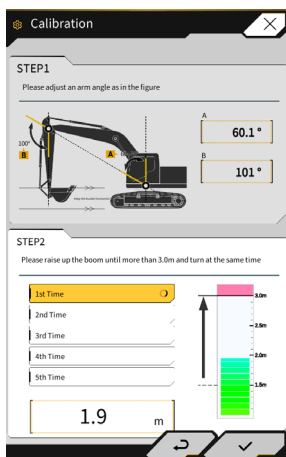 Calibration
STEP1
Please adjust an arm angle as in the figure
100°
B
A
A
60.1 °
B
101 °
STEP2
Please raise up the boom until more than 3.0m and turn at the same time
1st Time
2nd Time
3rd Time
4th Time
5th Time
3.0m
2.5m
2.0m
1.5m
1.9 m